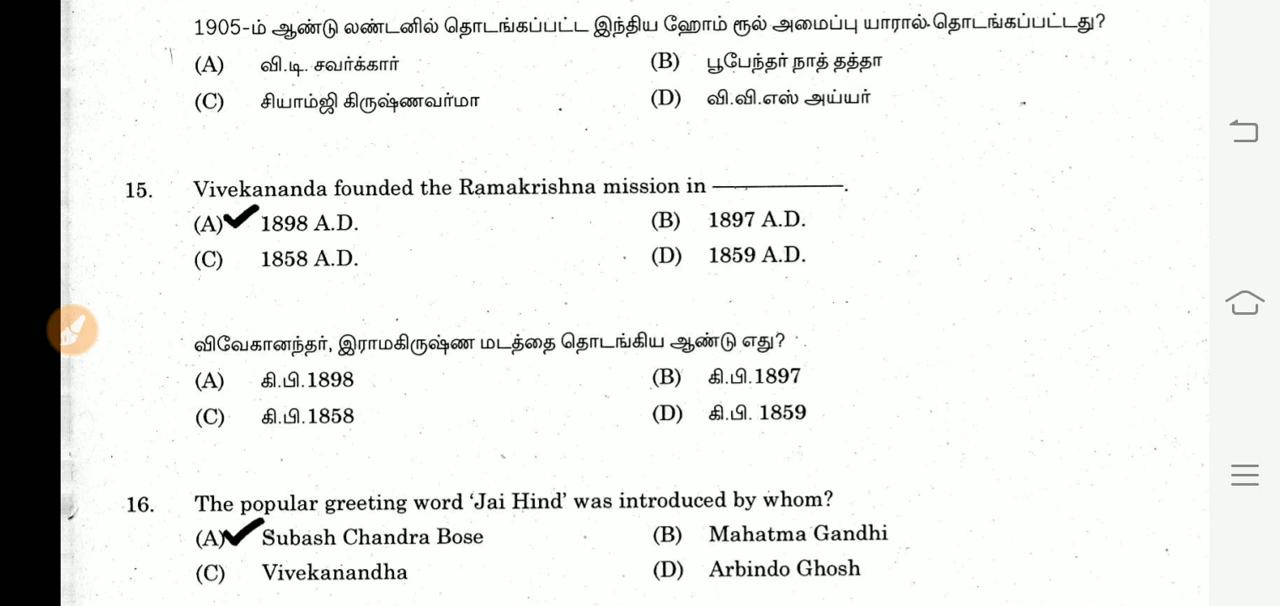 1905-ம் ஆண்டு லண்டனில் தொடங்கப்பட்ட இந்திய ஹோம் ரூல் அமைப்பு யாரால் தொடங்கப்பட்டது?
(A) வி.டி. சவர்க்கார் (B) பூபேந்தர் நாத் தத்தா
(C) சியாம்ஜி கிருஷ்ணவர்மா (D) வி.வி.எஸ் அய்யர்
15. Vivekananda founded the Ramakrishna mission in ————.
(A) 1898 A.D. (B) 1897 A.D.
(C) 1858 A.D. (D) 1859 A.D.
விவேகானந்தர், இராமகிருஷ்ண மடத்தை தொடங்கிய ஆண்டு எது?
(A) கி.பி.1898 (B) கி.பி.1897
(C) கி.பி.1858 (D) கி.பி. 1859
16. The popular greeting word ‘Jai Hind’ was introduced by whom?
(A) Subash Chandra Bose (B) Mahatma Gandhi
(C) Vivekanandha (D) Arbindo Ghosh